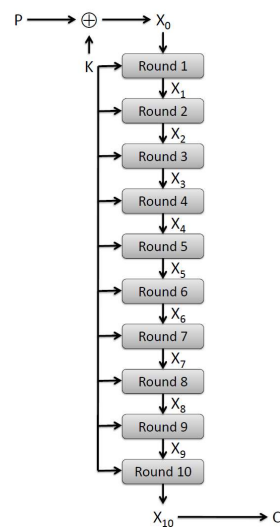 P ⊕ X₀
K
Round 1
X₁
Round 2
X₂
Round 3
X₃
Round 4
X₄
Round 5
X₅
Round 6
X₆
Round 7
X₇
Round 8
X₈
Round 9
X₉
Round 10
X₁₀ C